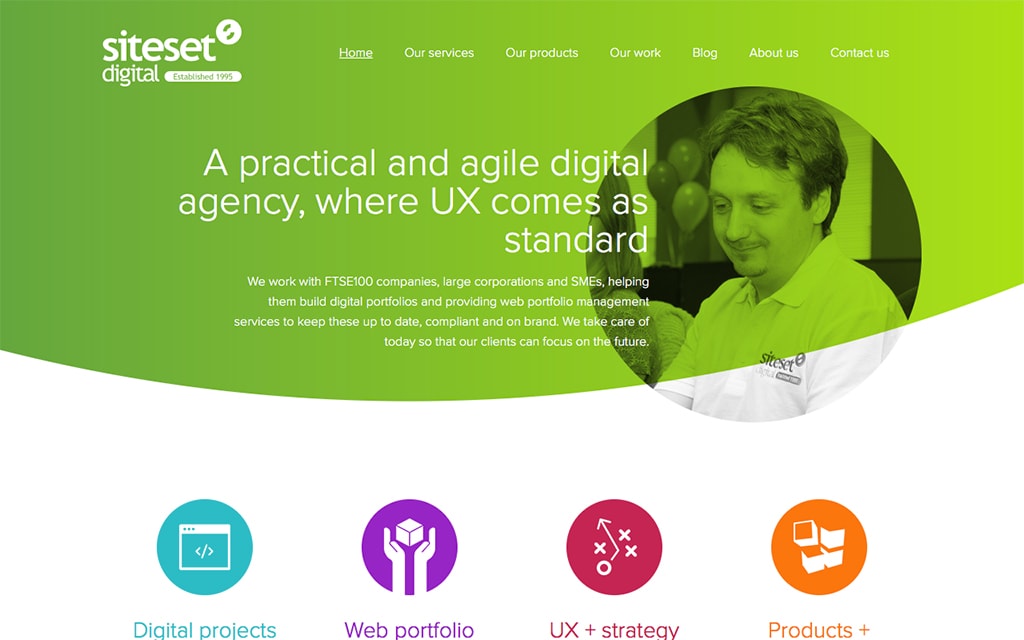 siteset
digital
Established 1995
Home
Our services
Our products
Our work
Blog
About us
Contact us
A practical and agile digital
agency, where UX comes as
standard
We work with FTSE100 companies, large corporations and SMEs, helping
them build digital portfolios and providing web portfolio management
services to keep these up to date, compliant and on brand. We take care of
today so that our clients can focus on the future.
siteset
digital
</>
Digital projects
Web portfolio
UX + strategy
Products +